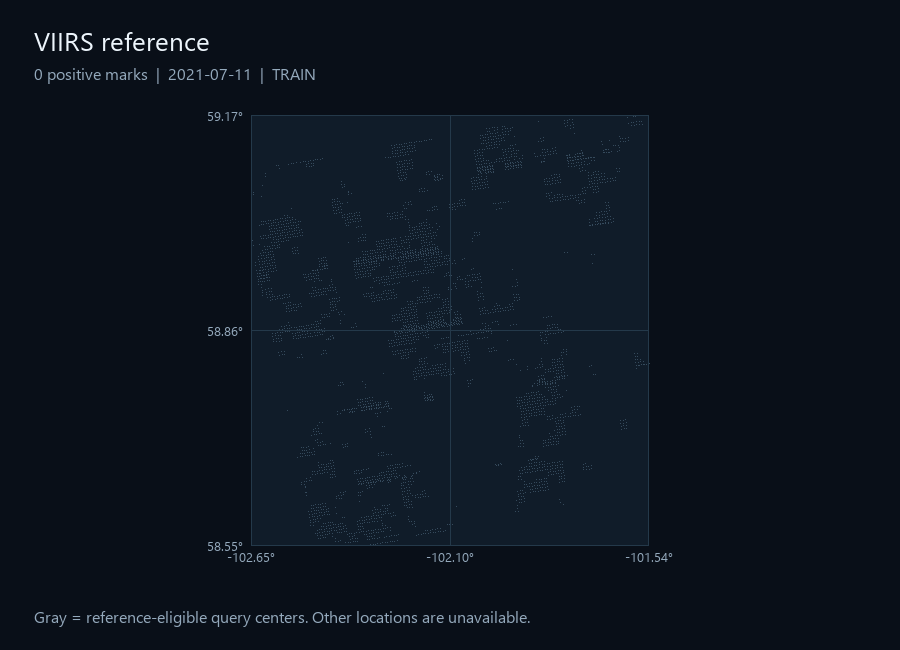 VIIRS reference
0 positive marks | 2021-07-11 | TRAIN
59.17°
58.86°
58.55°
-102.65°
-102.10°
-101.54°
Gray = reference-eligible query centers. Other locations are unavailable.